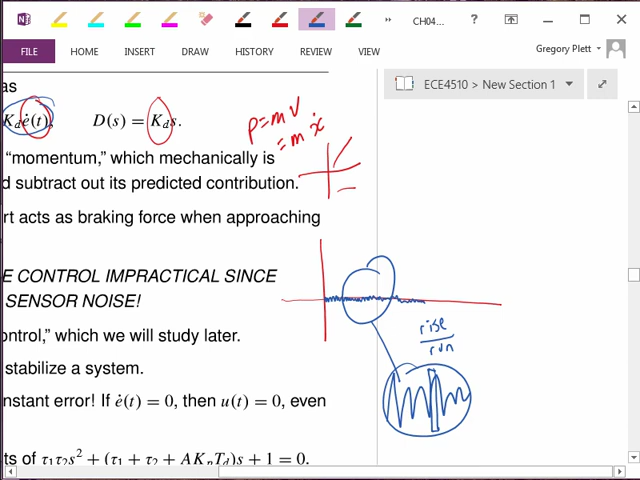 CH04...
Gregory Plett
FILE HOME INSERT DRAW HISTORY REVIEW VIEW
ECE4510 > New Section 1
as
K_d ė(t), D(s) = K_d s.
p = m v
= m ẋ
"momentum," which mechanically is
d subtract out its predicted contribution.
rt acts as braking force when approaching
E CONTROL IMPRACTICAL SINCE
SENSOR NOISE!
ontrol," which we will study later.
rise
run
stabilize a system.
nstant error! If ė(t) = 0, then u(t) = 0, even
ts of τ₁τ₂s² + (τ₁ + τ₂ + AK_pT_d)s + 1 = 0.